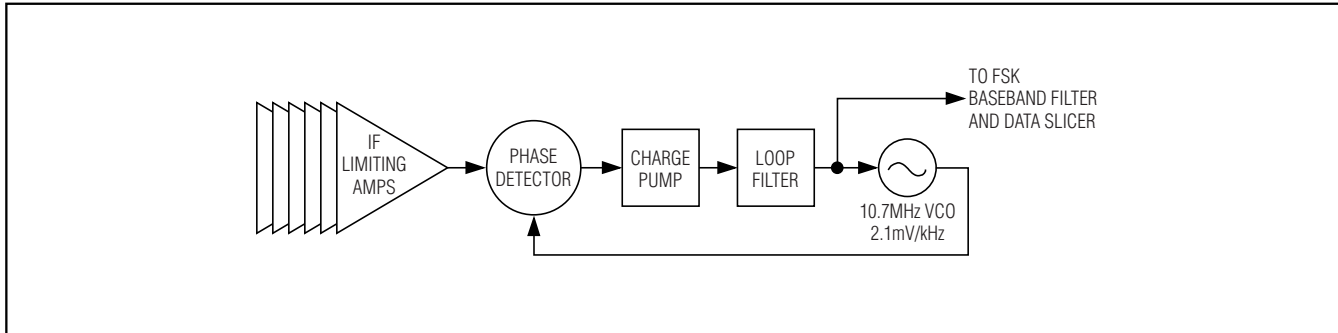 IF
LIMITING
AMPS
PHASE
DETECTOR
CHARGE
PUMP
LOOP
FILTER
TO FSK
BASEBAND FILTER
AND DATA SLICER
10.7MHz VCO
2.1mV/kHz